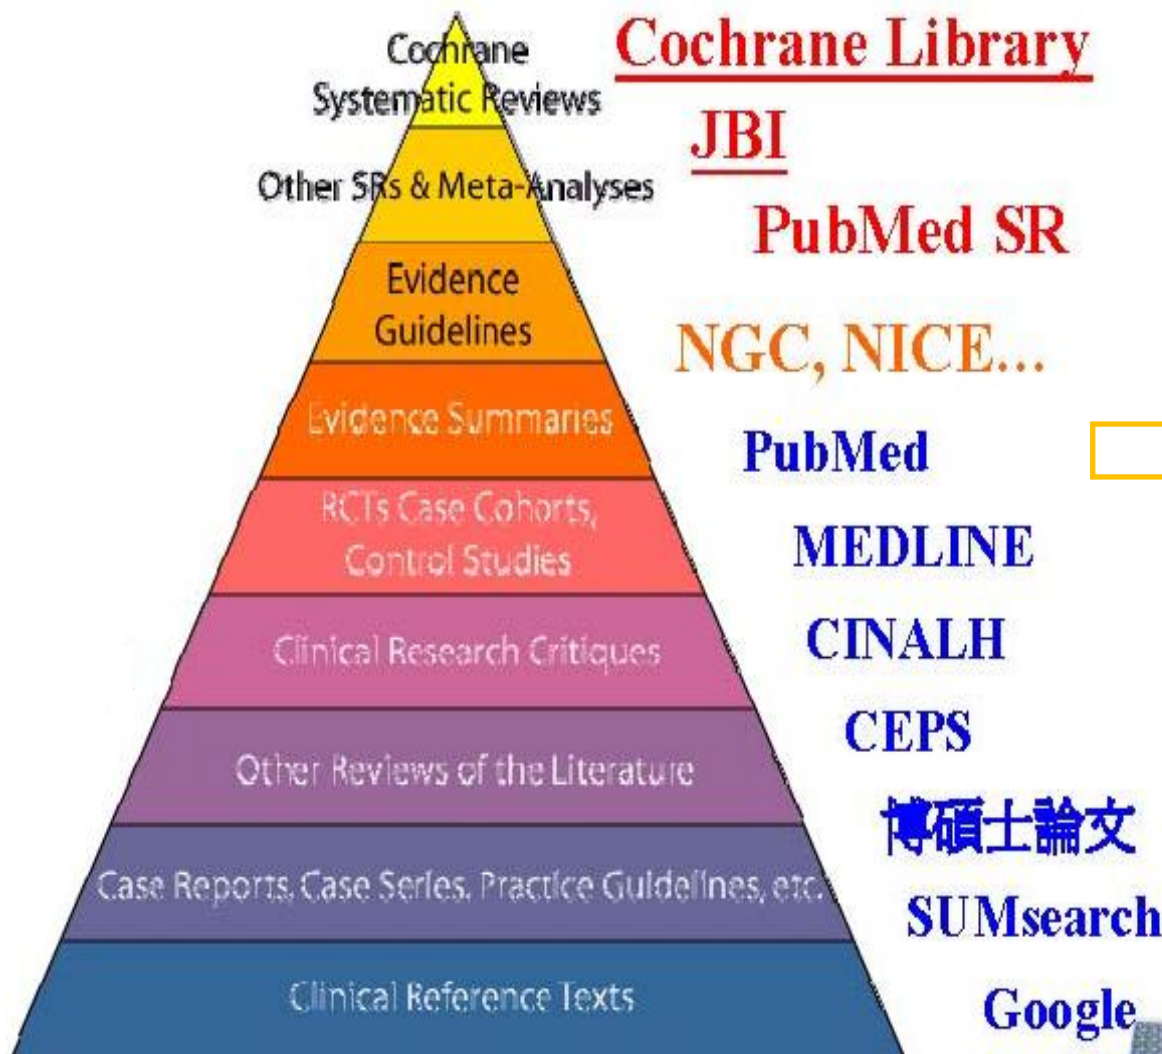 Cochrane
Systematic Reviews
Other SRs & Meta-Analyses
Evidence
Guidelines
Evidence Summaries
RCTs Case Cohorts,
Control Studies
Clinical Research Critiques
Other Reviews of the Literature
Case Reports, Case Series, Practice Guidelines, etc.
Clinical Reference Texts
Cochrane Library
JBI
PubMed SR
NGC, NICE...
PubMed
MEDLINE
CINALH
CEPS
博碩士論文
SUMsearch
Google